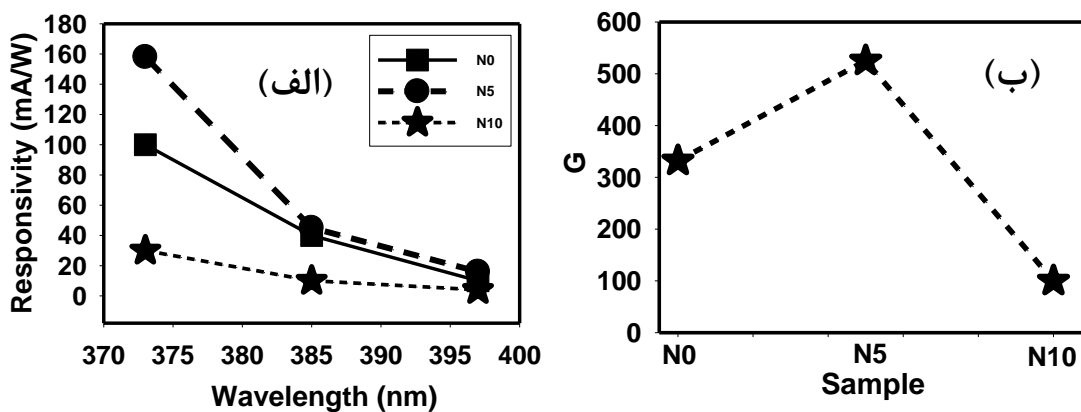 180
160
140
120
100
80
60
40
20
0
Responsivity (mA/W)
(الف)
N0
N5
N10
370 375 380 385 390 395 400
Wavelength (nm)
600
500
400
300
200
100
0
G
(ب)
N0 N5 N10
Sample